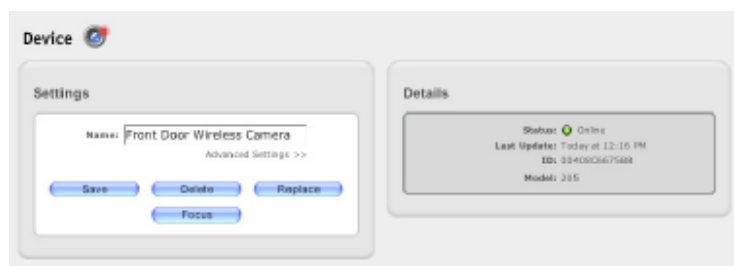 Device
Settings
Name: Front Door Wireless Camera
Advanced Settings >>
Save Delete Replace
Focus
Details
Status: Online
Last Update: Today at 12:16 PM
ID:
Model: 205